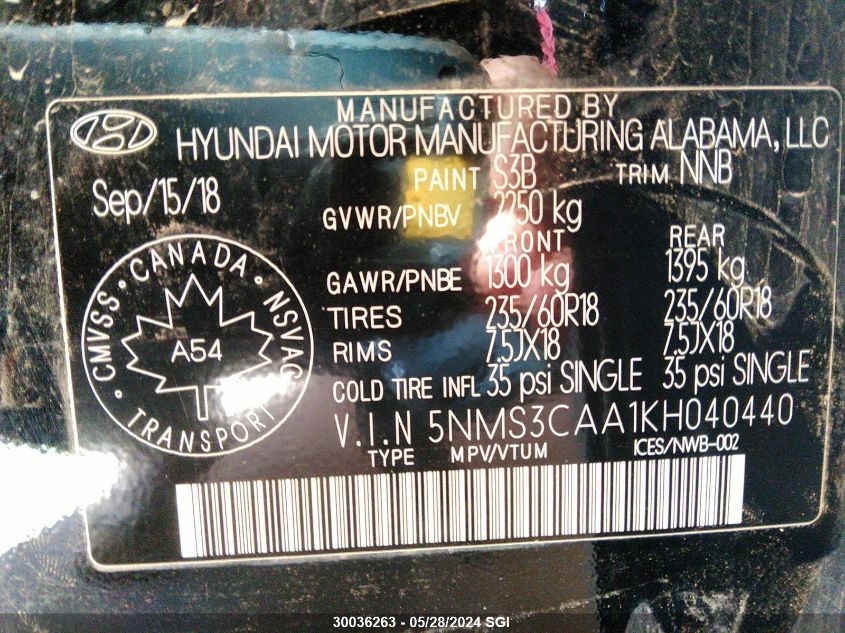 MANUFACTURED BY
HYUNDAI MOTOR MANUFACTURING ALABAMA, LLC
Sep/15/18 PAINT S3B TRIM NNB
GVWR/PNBV 2250 kg
FRONT REAR
GAWR/PNBE 1300 kg 1395 kg
TIRES 235/60R18 235/60R18
RIMS 7.5JX18 7.5JX18
COLD TIRE INFL 35 psi SINGLE 35 psi SINGLE
V.I.N 5NMS3CAA1KH040440
TYPE MPV/VTUM ICES/NWB-002
CMVSS · CANADA · NSVAC
A54
TRANSPORT
30036263 - 05/28/2024 SGI